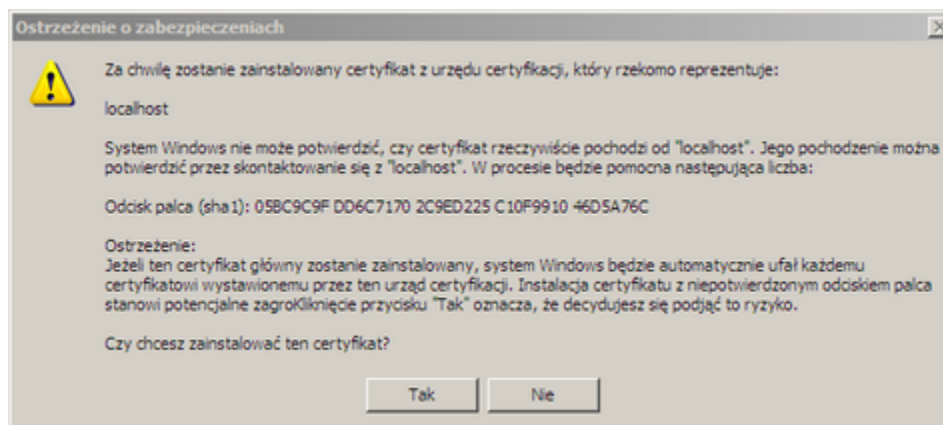 Ostrzeżenie o zabezpieczeniach
Za chwilę zostanie zainstalowany certyfikat z urzędu certyfikacji, który rzekomo reprezentuje:
localhost
System Windows nie może potwierdzić, czy certyfikat rzeczywiście pochodzi od "localhost". Jego pochodzenie można
potwierdzić przez skontaktowanie się z "localhost". W procesie będzie pomocna następująca liczba:
Odcisk palca (sha1): 05BC9C9F DD6C7170 2C9ED225 C10F9910 46D5A76C
Ostrzeżenie:
Jeżeli ten certyfikat główny zostanie zainstalowany, system Windows będzie automatycznie ufał każdemu
certyfikatowi wystawionemu przez ten urząd certyfikacji. Instalacja certyfikatu z niepotwierdzonym odciskiem palca
stanowi potencjalne zagroKliknięcie przycisku "Tak" oznacza, że decydujesz się podjąć to ryzyko.
Czy chcesz zainstalować ten certyfikat?
Tak Nie